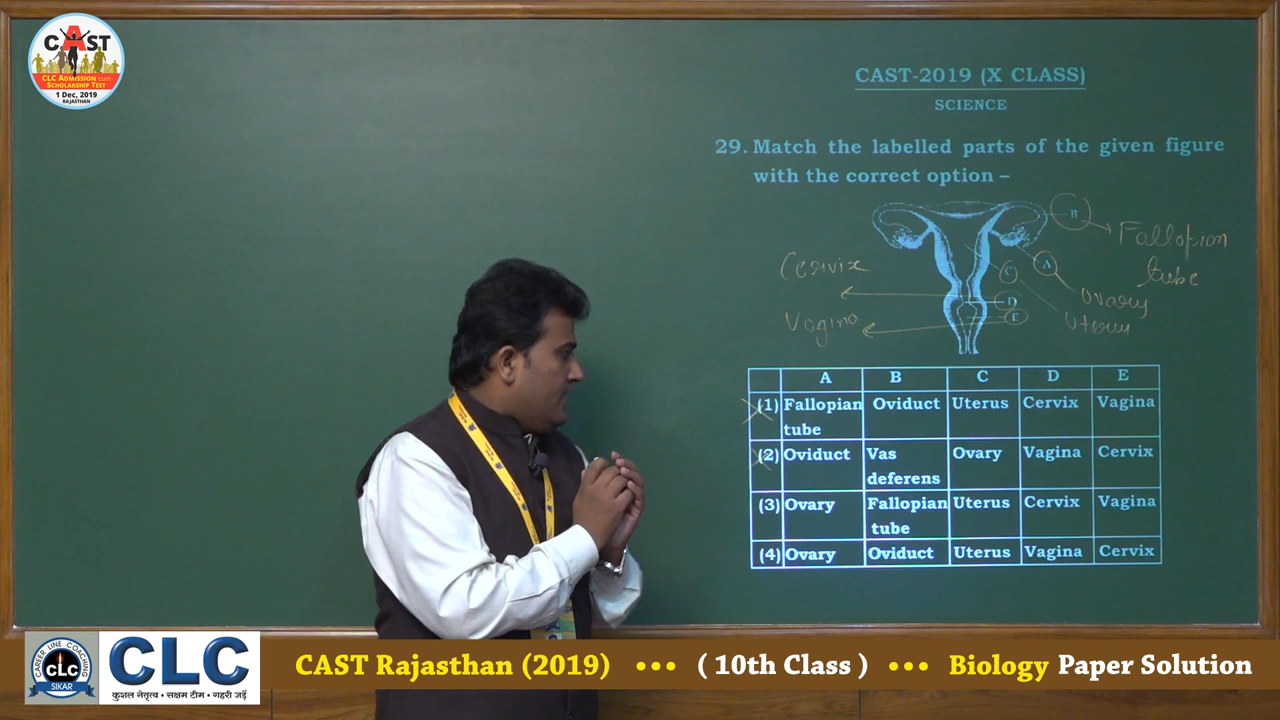 CAST
CLC ADMISSION cum
SCHOLARSHIP TEST
1 Dec, 2019
RAJASTHAN
CAST-2019 (X CLASS)
SCIENCE
29. Match the labelled parts of the given figure
with the correct option –
B
Fallopian
tube
Cervix
C
A
ovary
D
Vagina
E
Uterus
A B C D E
(1) Fallopian tube Oviduct Uterus Cervix Vagina
(2) Oviduct Vas deferens Ovary Vagina Cervix
(3) Ovary Fallopian tube Uterus Cervix Vagina
(4) Ovary Oviduct Uterus Vagina Cervix
CAREER LINE COACHING
CLC
SIKAR
CLC
कुशल नेतृत्व • सक्षम टीम • गहरी जड़ें
CAST Rajasthan (2019) ••• ( 10th Class ) ••• Biology Paper Solution